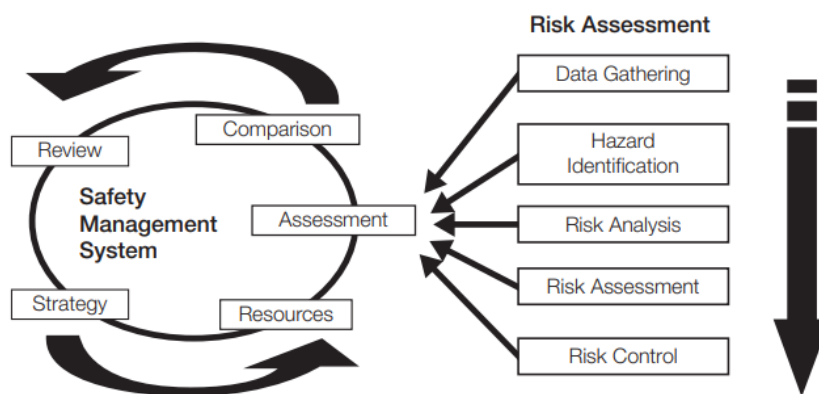 Risk Assessment
Data Gathering
Comparison
Hazard
Identification
Review
Safety
Management
System
Assessment
Risk Analysis
Risk Assessment
Strategy
Resources
Risk Control